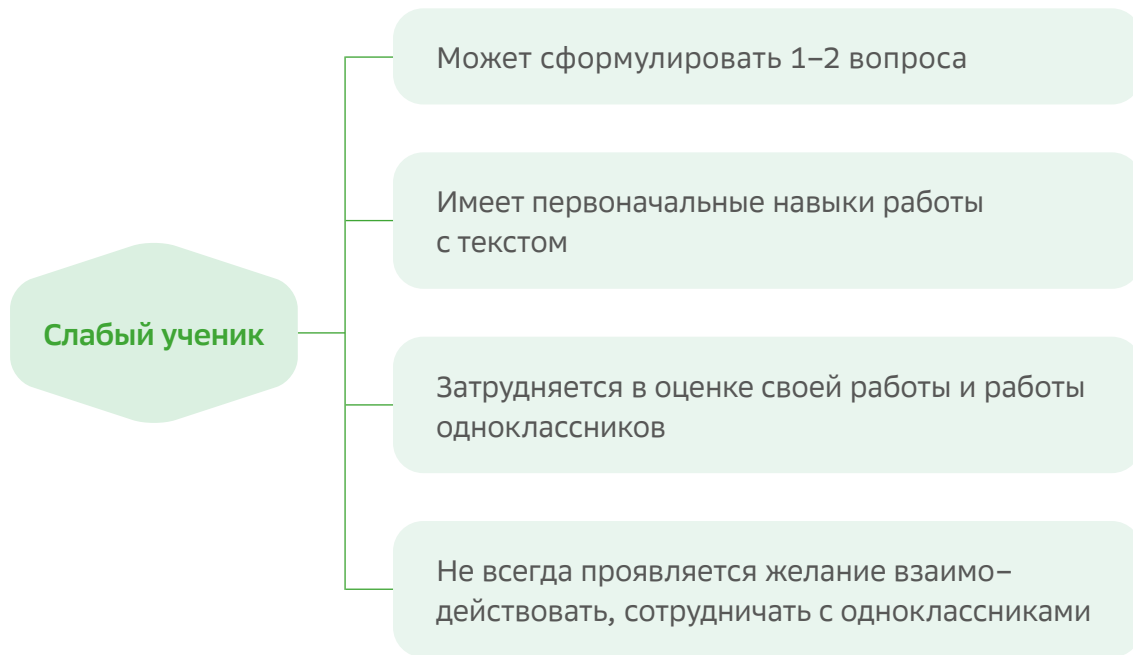 Может сформулировать 1–2 вопроса
Имеет первоначальные навыки работы
с текстом
Слабый ученик
Затрудняется в оценке своей работы и работы
одноклассников
Не всегда проявляется желание взаимо–
действовать, сотрудничать с одноклассниками